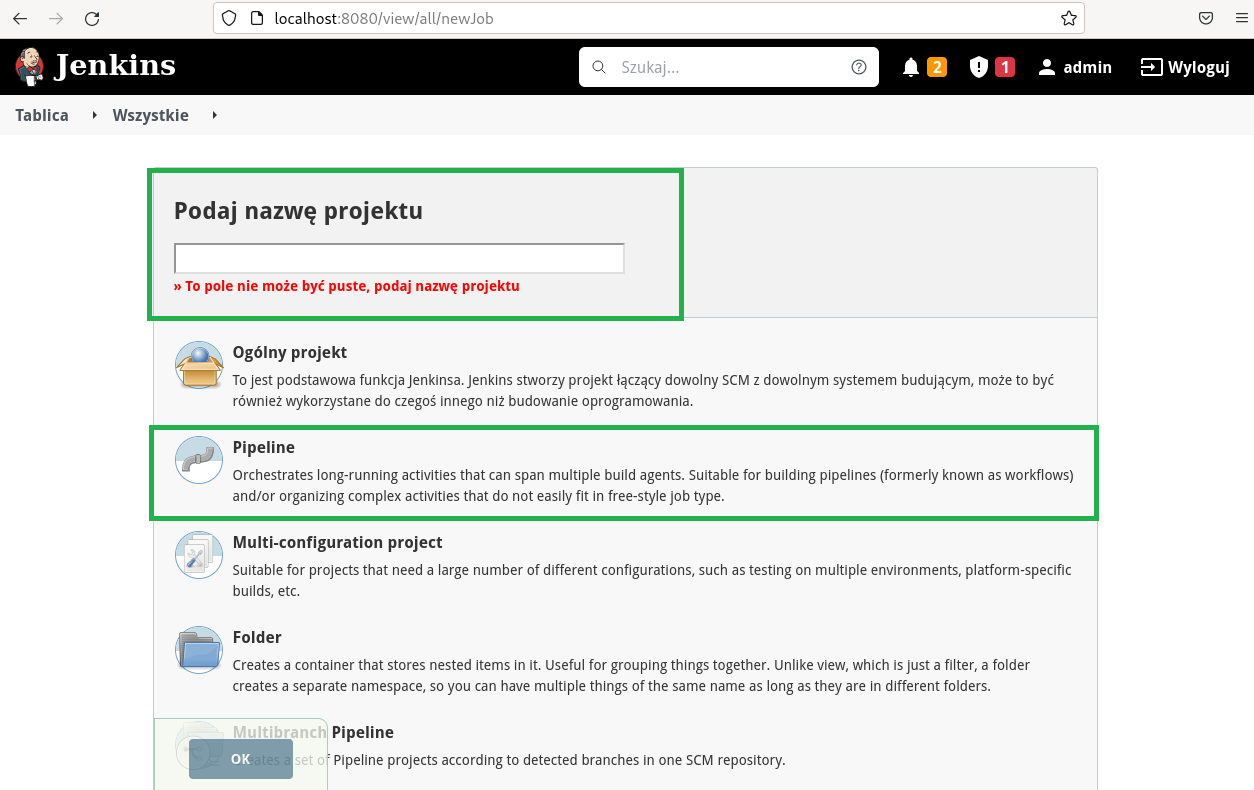 localhost:8080/view/all/newJob
Jenkins
Szukaj...
2
1
admin
Wyloguj
Tablica
Wszystkie
Podaj nazwę projektu
» To pole nie może być puste, podaj nazwę projektu
Ogólny projekt
To jest podstawowa funkcja Jenkinsa. Jenkins stworzy projekt łączący dowolny SCM z dowolnym systemem budującym, może to być
również wykorzystane do czegoś innego niż budowanie oprogramowania.
Pipeline
Orchestrates long-running activities that can span multiple build agents. Suitable for building pipelines (formerly known as workflows)
and/or organizing complex activities that do not easily fit in free-style job type.
Multi-configuration project
Suitable for projects that need a large number of different configurations, such as testing on multiple environments, platform-specific
builds, etc.
Folder
Creates a container that stores nested items in it. Useful for grouping things together. Unlike view, which is just a filter, a folder
creates a separate namespace, so you can have multiple things of the same name as long as they are in different folders.
Multibranch Pipeline
OK
set of Pipeline projects according to detected branches in one SCM repository.